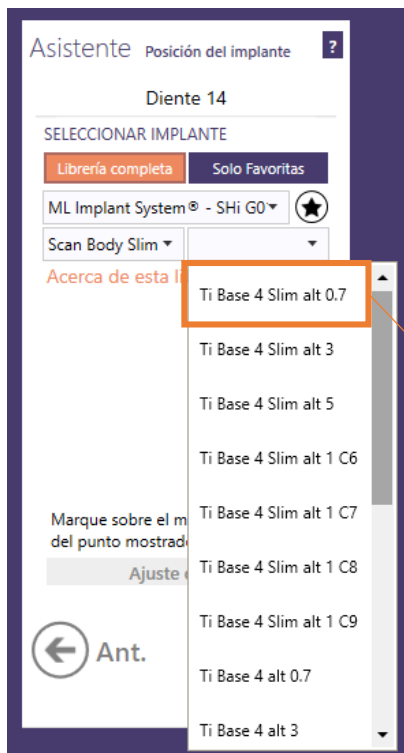 Asistente Posición del implante ?
Diente 14
SELECCIONAR IMPLANTE
Librería completa Solo Favoritas
ML Implant System® - SHi G0
Scan Body Slim
Acerca de esta li
Ti Base 4 Slim alt 0.7
Ti Base 4 Slim alt 3
Ti Base 4 Slim alt 5
Ti Base 4 Slim alt 1 C6
Ti Base 4 Slim alt 1 C7
Marque sobre el m
del punto mostrad
Ti Base 4 Slim alt 1 C8
Ajuste
Ti Base 4 Slim alt 1 C9
Ant.
Ti Base 4 alt 0.7
Ti Base 4 alt 3